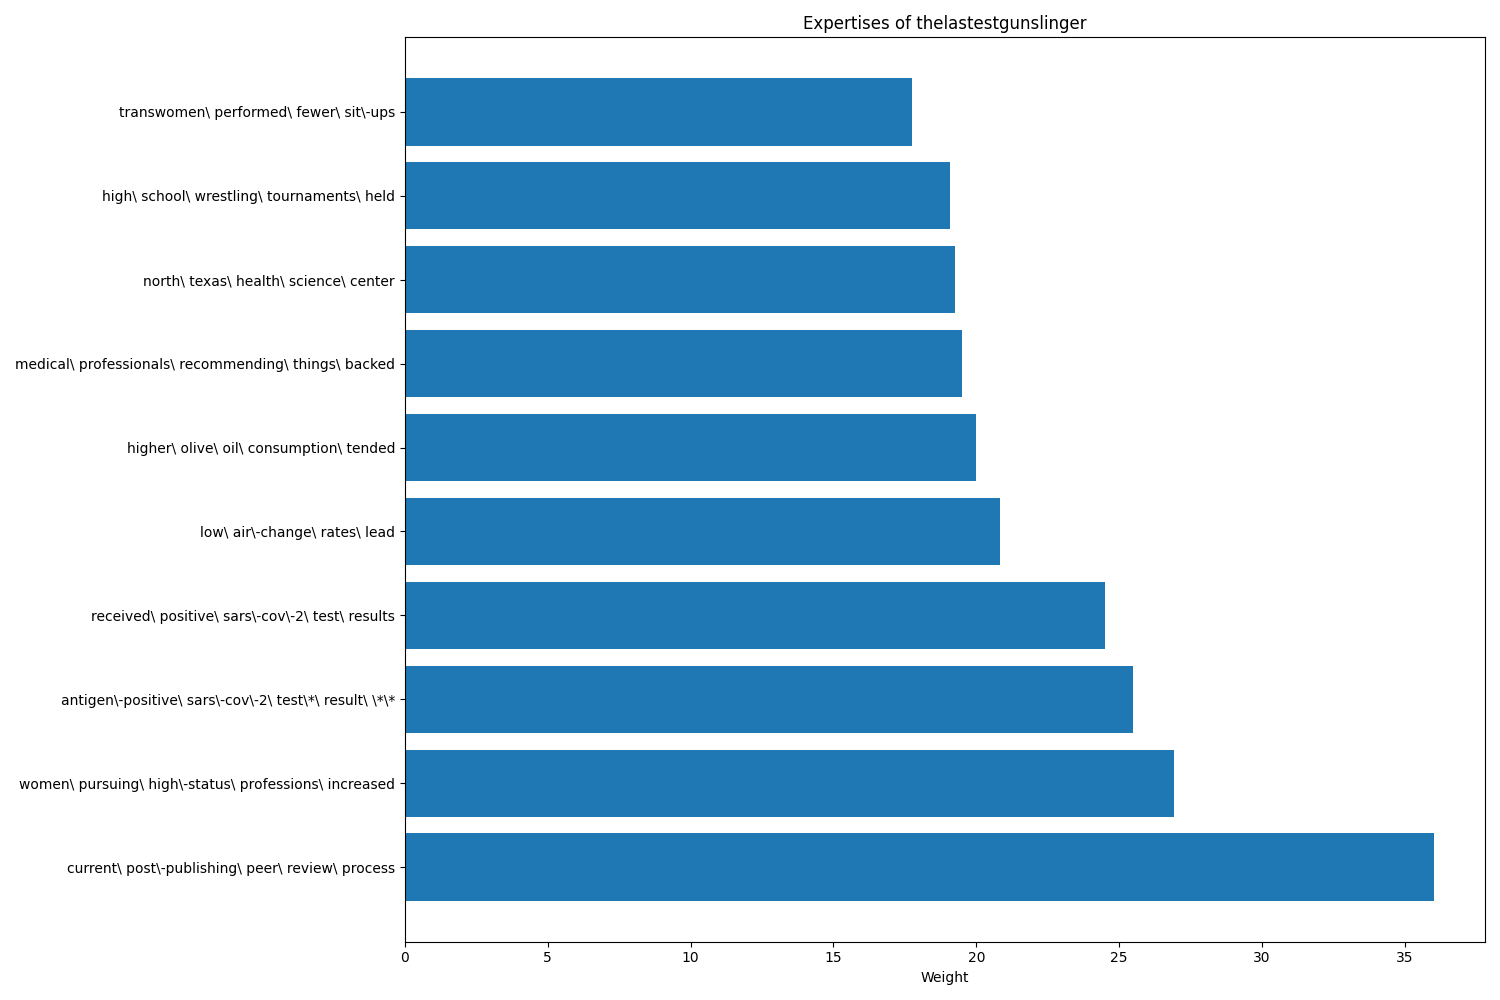 Expertises of thelastestgunslinger
transwomen\ performed\ fewer\ sit\-ups
high\ school\ wrestling\ tournaments\ held
north\ texas\ health\ science\ center
medical\ professionals\ recommending\ things\ backed
higher\ olive\ oil\ consumption\ tended
low\ air\-change\ rates\ lead
received\ positive\ sars\-cov\-2\ test\ results
antigen\-positive\ sars\-cov\-2\ test\*\ result\ \*\*
women\ pursuing\ high\-status\ professions\ increased
current\ post\-publishing\ peer\ review\ process
0 5 10 15 20 25 30 35
Weight